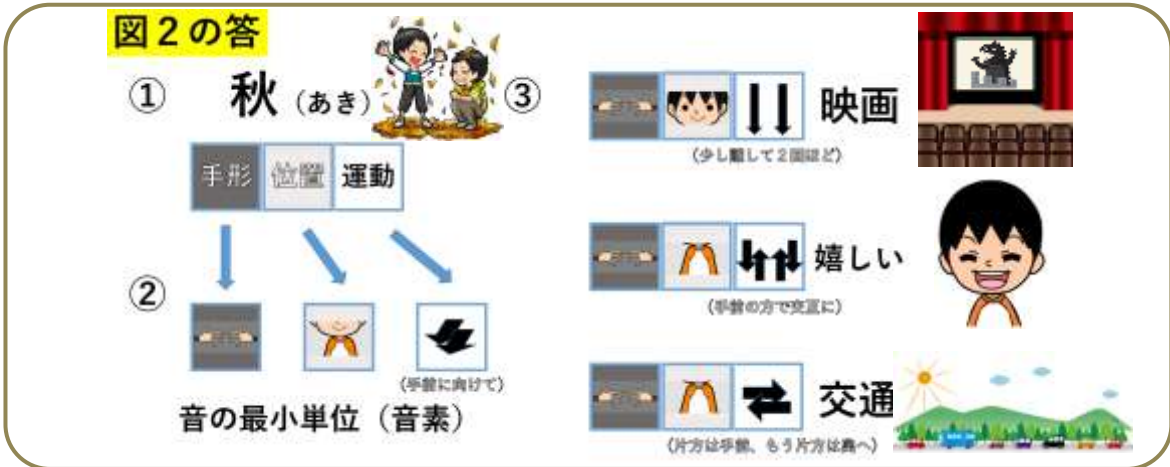 図2の答
① 秋（あき）
手形 位置 運動
②
（手前に向けて）
音の最小単位（音素）
③
映画
（少し離して2回ほど）
嬉しい
（手前の方で交互に）
交通
（片方は手前、もう片方は奥へ）